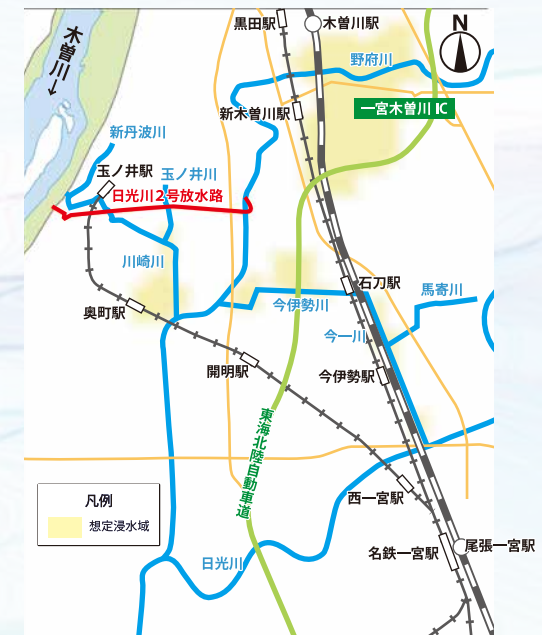 黒田駅
木曽川駅
N
木曽川→
野府川
新木曽川駅
一宮木曽川 IC
新丹波川
玉ノ井駅
玉ノ井川
日光川2号放水路
川崎川
石刀駅
馬寄川
今伊勢川
奥町駅
今一川
開明駅
今伊勢駅
東海北陸自動車道
凡例
想定浸水域
西一宮駅
尾張一宮駅
名鉄一宮駅
日光川